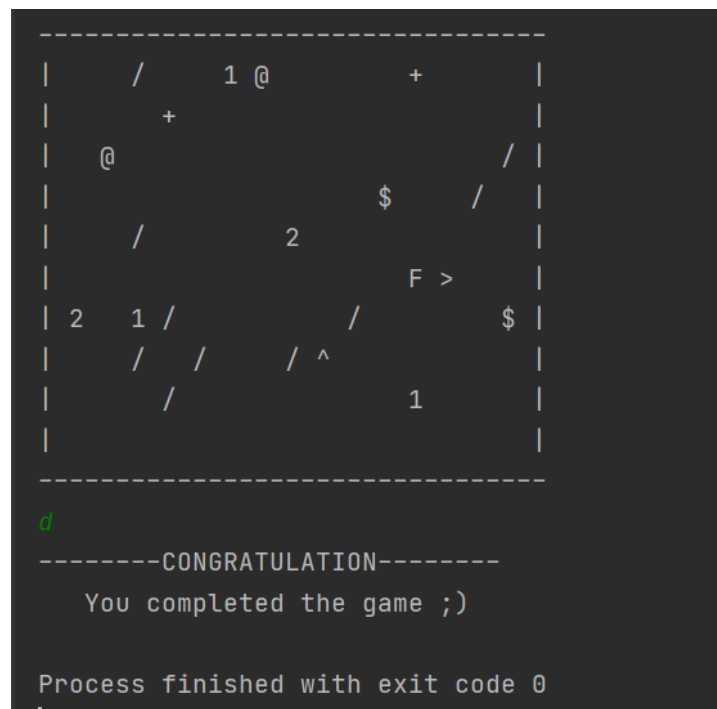 ---------------------------------
|     /     1 @         +       |
|       +                       |
|   @                         / |
|                     $     /   |
|     /         2               |
|                       F >     |
| 2   1 /           /         $ |
|     /   /     / ^             |
|       /               1       |
|                               |
---------------------------------
d
--------CONGRATULATION--------
   You completed the game ;)
Process finished with exit code 0